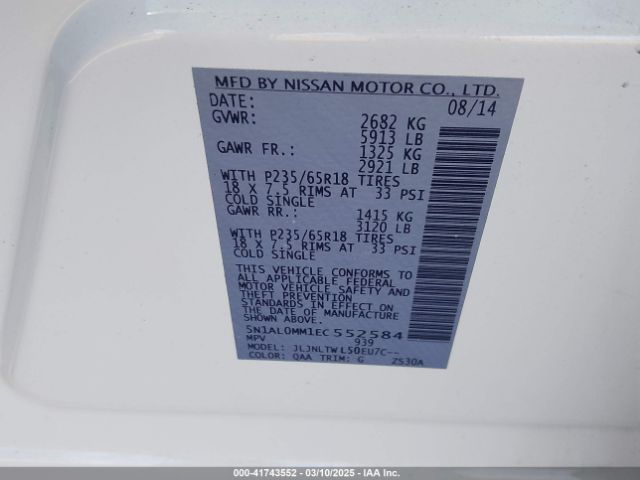 MFD BY NISSAN MOTOR CO., LTD.
DATE: 08/14
GVWR: 2682 KG
5913 LB
GAWR FR.: 1325 KG
2921 LB
WITH P235/65R18 TIRES
18 X 7.5 RIMS AT 33 PSI
COLD SINGLE
GAWR RR.: 1415 KG
3120 LB
WITH P235/65R18 TIRES
18 X 7.5 RIMS AT 33 PSI
COLD SINGLE
THIS VEHICLE CONFORMS TO
ALL APPLICABLE FEDERAL
MOTOR VEHICLE SAFETY AND
THEFT PREVENTION
STANDARDS IN EFFECT ON
THE DATE OF MANUFACTURE
SHOWN ABOVE.
5N1AL0MM1EC552584
MPV 939
MODEL: JLJNLTW L50EU7C--
COLOR: QAA TRIM: G Z530A
000-41743552 - 03/10/2025 - IAA Inc.